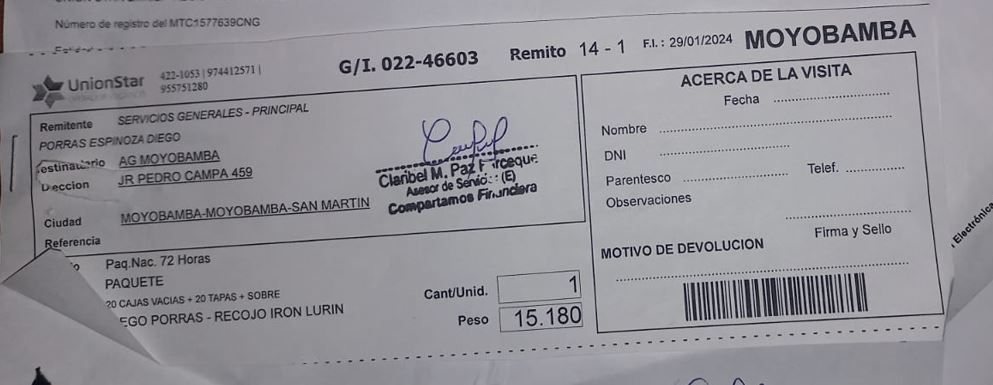 Número de registro del MTC1577639CNG
UnionStar
422-1053 | 974412571 |
955751280
G/I. 022-46603
Remito 14 - 1
F.I.: 29/01/2024
MOYOBAMBA
Remitente SERVICIOS GENERALES - PRINCIPAL
PORRAS ESPINOZA DIEGO
estinatario AG MOYOBAMBA
D eccion JR PEDRO CAMPA 459
Ciudad MOYOBAMBA-MOYOBAMBA-SAN MARTIN
Referencia
Claribel M. Paz
Asesor de (E)
Compartamos Financiera
Paq.Nac. 72 Horas
PAQUETE
20 CAJAS VACIAS + 20 TAPAS + SOBRE
EGO PORRAS - RECOJO IRON LURIN
Cant/Unid. 1
Peso 15.180
ACERCA DE LA VISITA
Fecha
Nombre
DNI
Parentesco
Telef.
Observaciones
Firma y Sello
MOTIVO DE DEVOLUCION
Electrónica